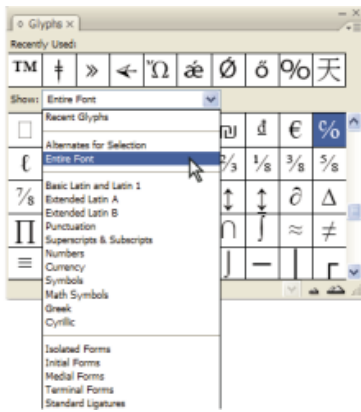 Glyphs ×
Recently Used:
TM ‡ » Ὢ ǽ Ø ő % 天
Show: Entire Font
Recent Glyphs
Alternates for Selection
Entire Font
Basic Latin and Latin 1
Extended Latin A
Extended Latin B
Punctuation
Superscripts & Subscripts
Numbers
Currency
Symbols
Math Symbols
Greek
Cyrillic
Isolated Forms
Initial Forms
Medial Forms
Terminal Forms
Standard Ligatures
₪ ₫ € ℅
ℓ ⅔ ⅛ ⅜ ⅝
⅞ ↕ ↨ ∂ ∆
∏ ∩ ∫ ≈ ≠
≡ ⌡ ─ │ ┌